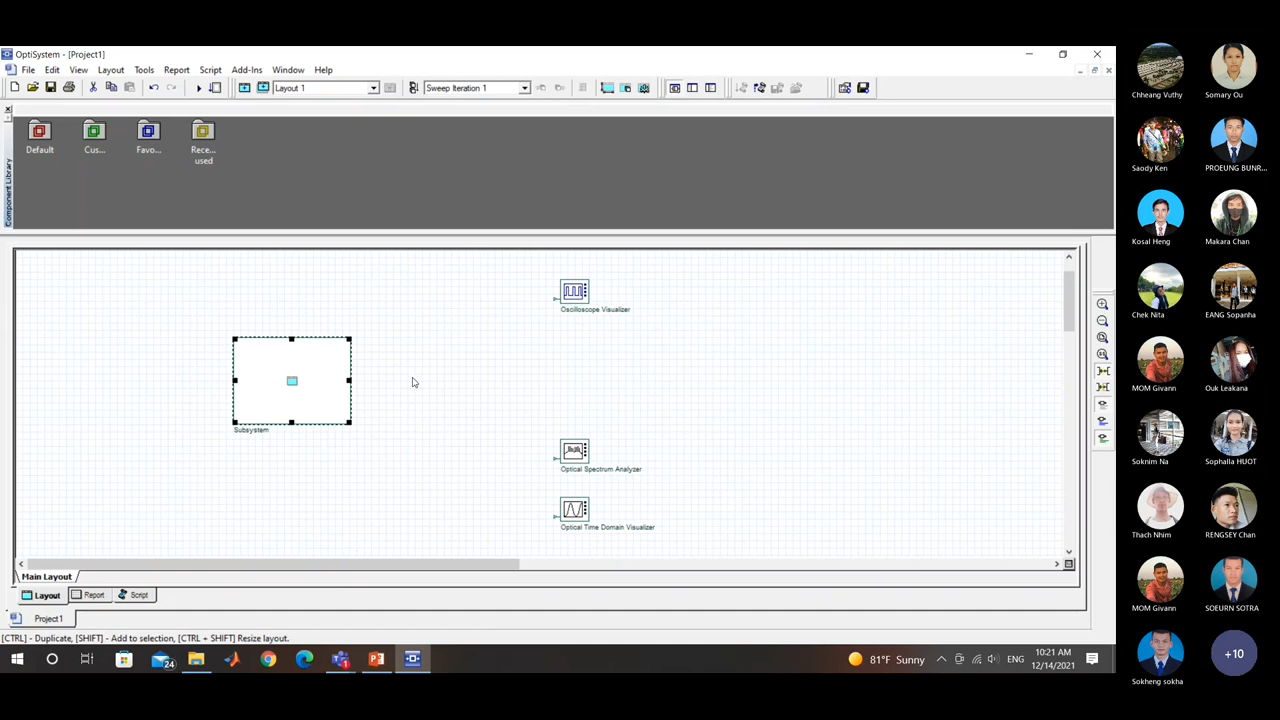 OptiSystem - [Project1]
File Edit View Layout Tools Report Script Add-Ins Window Help
Layout 1
Sweep Iteration 1
Default
Cus...
Favo...
Rece...
used
Component Library
Oscilloscope Visualizer
Subsystem
Optical Spectrum Analyzer
Optical Time Domain Visualizer
Main Layout
Layout
Report
Script
Project1
[CTRL] - Duplicate, [SHIFT] - Add to selection, [CTRL + SHIFT] Resize layout.
24
1
81°F Sunny
ENG
10:21 AM
12/14/2021
Chheang Vuthy
Somary Ou
Saody Ken
PROEUNG BUNR...
Kosal Heng
Makara Chan
Chek Nita
EANG Sopanha
MOM Givann
Ouk Leakana
Soknim Na
Sophalla HUOT
Thach Nhim
RENGSEY Chan
MOM Givann
SOEURN SOTRA
Sokheng sokha
+10